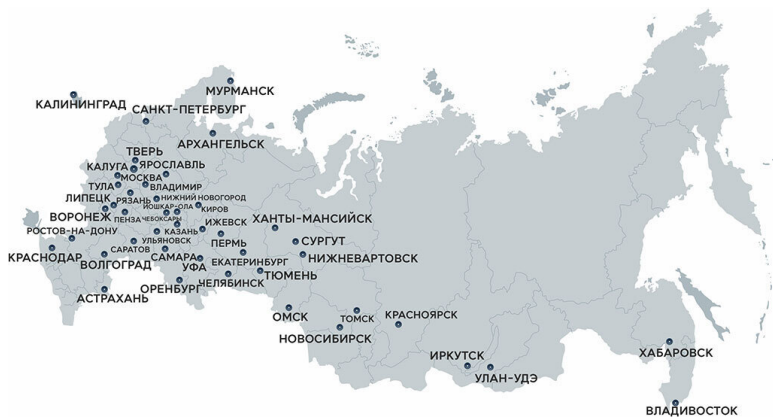 МУРМАНСК
КАЛИНИНГРАД
САНКТ-ПЕТЕРБУРГ
АРХАНГЕЛЬСК
ТВЕРЬ
КАЛУГА
ЯРОСЛАВЛЬ
МОСКВА
ТУЛА
ВЛАДИМИР
ЛИПЕЦК
РЯЗАНЬ
НИЖНИЙ НОВОГОРОД
ЙОШКАР-ОЛА
КИРОВ
ВОРОНЕЖ
ПЕНЗА
ЧЕБОКСАРЫ
ИЖЕВСК
ХАНТЫ-МАНСИЙСК
РОСТОВ-НА-ДОНУ
КАЗАНЬ
УЛЬЯНОВСК
ПЕРМЬ
СУРГУТ
САРАТОВ
КРАСНОДАР
ВОЛГОГРАД
САМАРА
УФА
ЕКАТЕРИНБУРГ
НИЖНЕВАРТОВСК
ТЮМЕНЬ
ЧЕЛЯБИНСК
ОРЕНБУРГ
АСТРАХАНЬ
ОМСК
ТОМСК
КРАСНОЯРСК
НОВОСИБИРСК
ИРКУТСК
УЛАН-УДЭ
ХАБАРОВСК
ВЛАДИВОСТОК